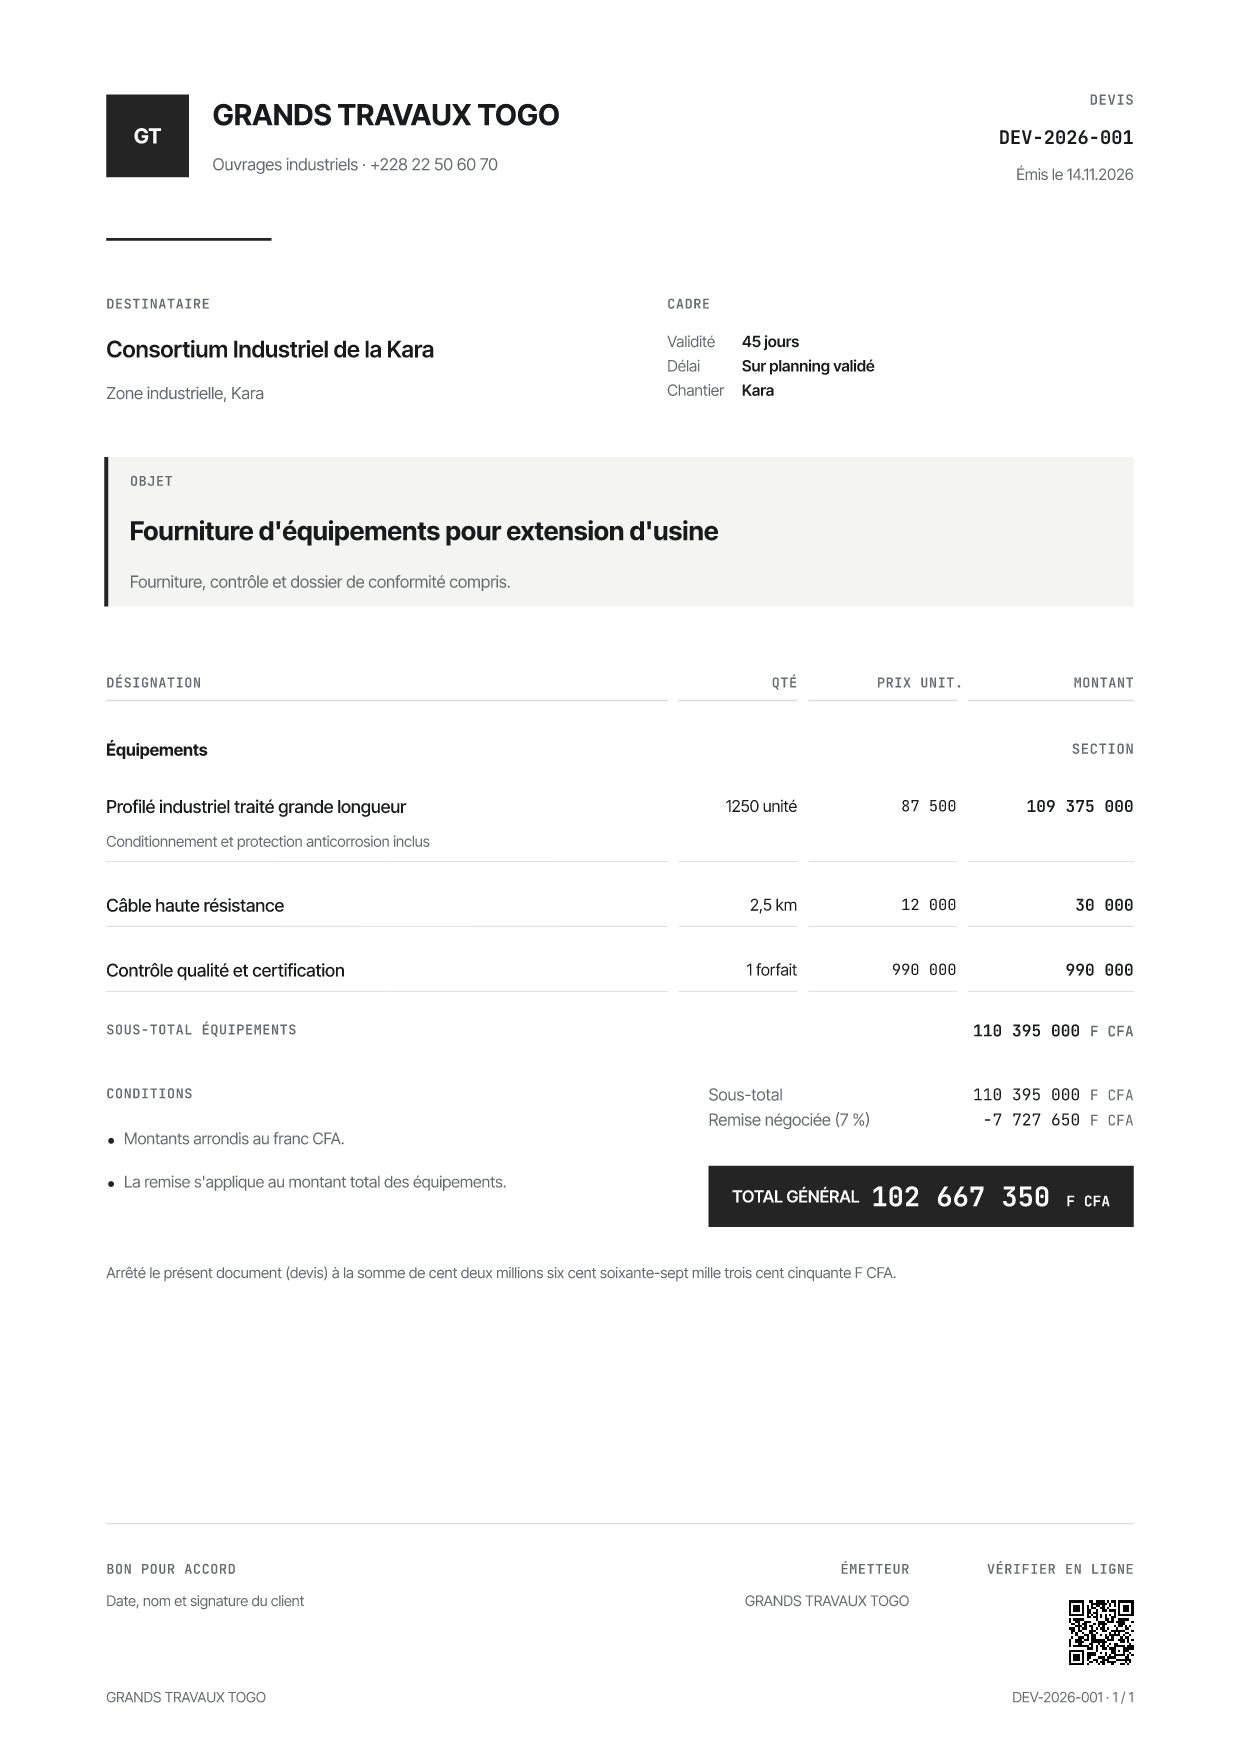 GT
GRANDS TRAVAUX TOGO
Ouvrages industriels · +228 22 50 60 70
DEVIS
DEV-2026-001
Émis le 14.11.2026
DESTINATAIRE
Consortium Industriel de la Kara
Zone industrielle, Kara
CADRE
Validité 45 jours
Délai Sur planning validé
Chantier Kara
OBJET
Fourniture d'équipements pour extension d'usine
Fourniture, contrôle et dossier de conformité compris.
DÉSIGNATION QTÉ PRIX UNIT. MONTANT
Équipements SECTION
Profilé industriel traité grande longueur 1250 unité 87 500 109 375 000
Conditionnement et protection anticorrosion inclus
Câble haute résistance 2,5 km 12 000 30 000
Contrôle qualité et certification 1 forfait 990 000 990 000
SOUS-TOTAL ÉQUIPEMENTS 110 395 000 F CFA
CONDITIONS
• Montants arrondis au franc CFA.
• La remise s'applique au montant total des équipements.
Sous-total 110 395 000 F CFA
Remise négociée (7 %) -7 727 650 F CFA
TOTAL GÉNÉRAL 102 667 350 F CFA
Arrêté le présent document (devis) à la somme de cent deux millions six cent soixante-sept mille trois cent cinquante F CFA.
BON POUR ACCORD
Date, nom et signature du client
ÉMETTEUR
GRANDS TRAVAUX TOGO
VÉRIFIER EN LIGNE
GRANDS TRAVAUX TOGO DEV-2026-001 · 1 / 1